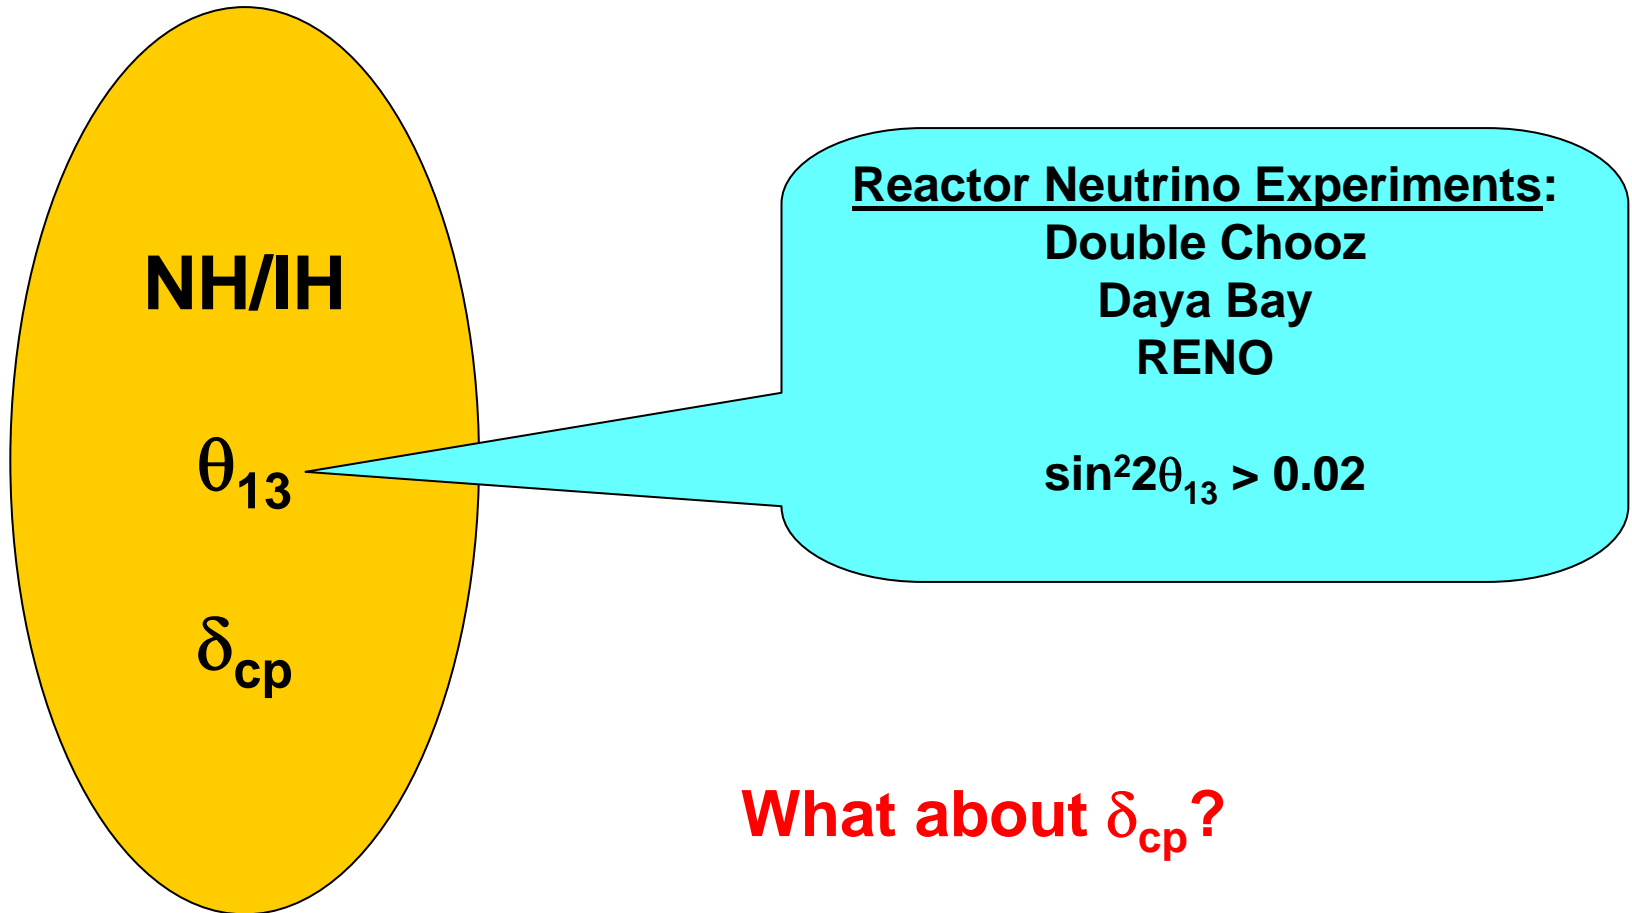 NH/IH
θ₁₃
δcp
Reactor Neutrino Experiments:
Double Chooz
Daya Bay
RENO
sin²2θ₁₃ > 0.02
What about δcp?